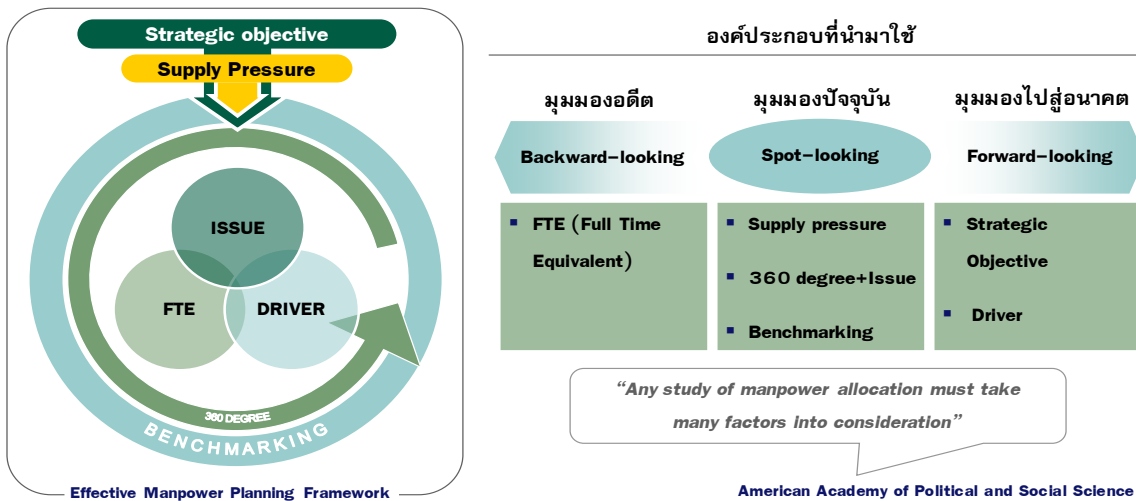 Strategic objective
Supply Pressure
ISSUE
FTE
DRIVER
360 DEGREE
BENCHMARKING
Effective Manpower Planning Framework
องค์ประกอบที่นำมาใช้
มุมมองอดีต
มุมมองปัจจุบัน
มุมมองไปสู่อนาคต
Backward-looking
Spot-looking
Forward-looking
▪ FTE (Full Time
Equivalent)
▪ Supply pressure
▪ 360 degree+Issue
▪ Benchmarking
▪ Strategic
Objective
▪ Driver
“Any study of manpower allocation must take
many factors into consideration”
American Academy of Political and Social Science